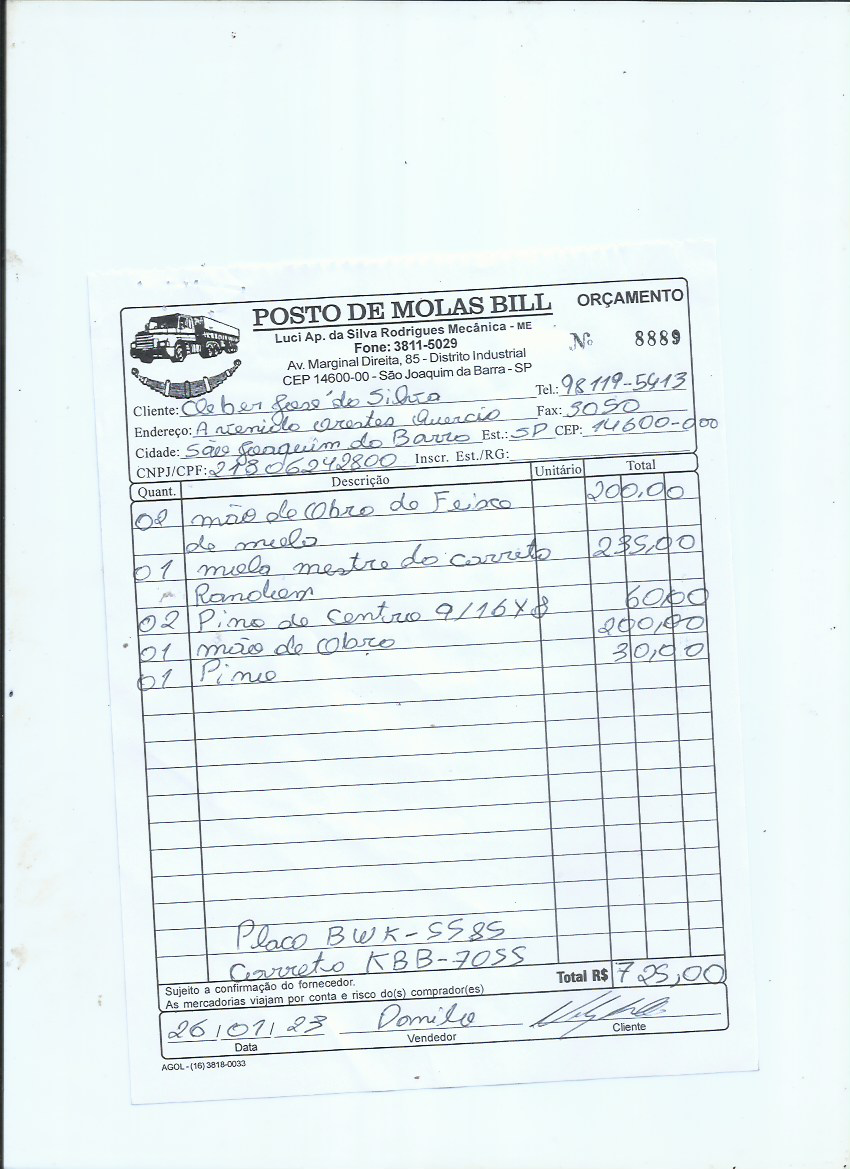 POSTO DE MOLAS BILL
ORÇAMENTO
Luci Ap. da Silva Rodrigues Mecânica - ME
Fone: 3811-5029
Nº 8889
Av. Marginal Direita, 85 - Distrito Industrial
CEP 14600-00 - São Joaquim da Barra - SP
Cliente: Cleber José da Silva Tel.: 98119-5413
Endereço: Avenida Orestes Quercio Fax: 3050
Cidade: São Joaquim da Barra Est.: SP CEP: 14600-000
CNPJ/CPF: 21806242800 Inscr. Est./RG:
Quant. Descrição Unitário Total
02 mão de Obra de Feixo 200,00
de mola
01 mola mestre da carreta 235,00
Randem
02 Pino de Centro 9/16x8 60,00
01 mão de Obra 200,00
01 Pino 30,00
Placa BWK-5585
Carreta KBB-7055
Sujeito a confirmação do fornecedor.
As mercadorias viajam por conta e risco do(s) comprador(es)
Total R$ 725,00
26/01/23 Danilo
Data Vendedor Cliente
AGOL - (16) 3818-0033